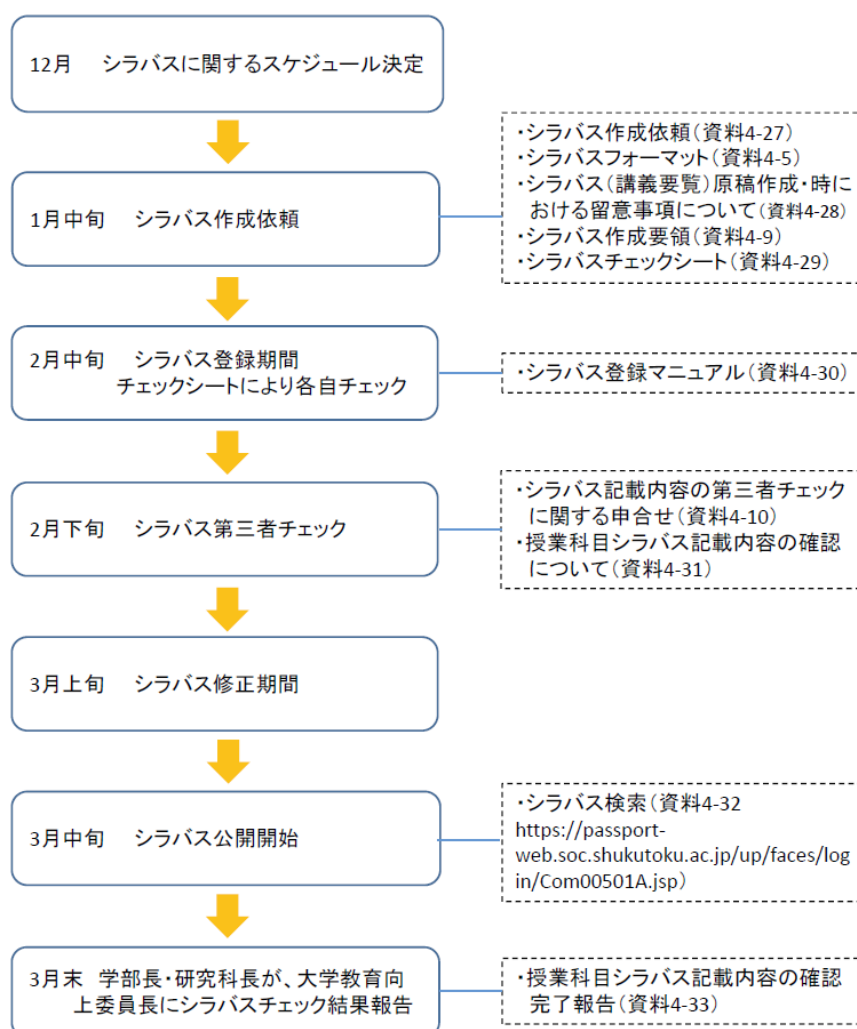 12月 シラバスに関するスケジュール決定
1月中旬 シラバス作成依頼
・シラバス作成依頼(資料4-27)
・シラバスフォーマット(資料4-5)
・シラバス(講義要覧)原稿作成・時に
おける留意事項について(資料4-28)
・シラバス作成要領(資料4-9)
・シラバスチェックシート(資料4-29)
2月中旬 シラバス登録期間
チェックシートにより各自チェック
・シラバス登録マニュアル(資料4-30)
2月下旬 シラバス第三者チェック
・シラバス記載内容の第三者チェック
に関する申合せ(資料4-10)
・授業科目シラバス記載内容の確認
について(資料4-31)
3月上旬 シラバス修正期間
3月中旬 シラバス公開開始
・シラバス検索(資料4-32
https://passport-
web.soc.shukutoku.ac.jp/up/faces/log
in/Com00501A.jsp)
3月末 学部長・研究科長が、大学教育向
上委員長にシラバスチェック結果報告
・授業科目シラバス記載内容の確認
完了報告(資料4-33)